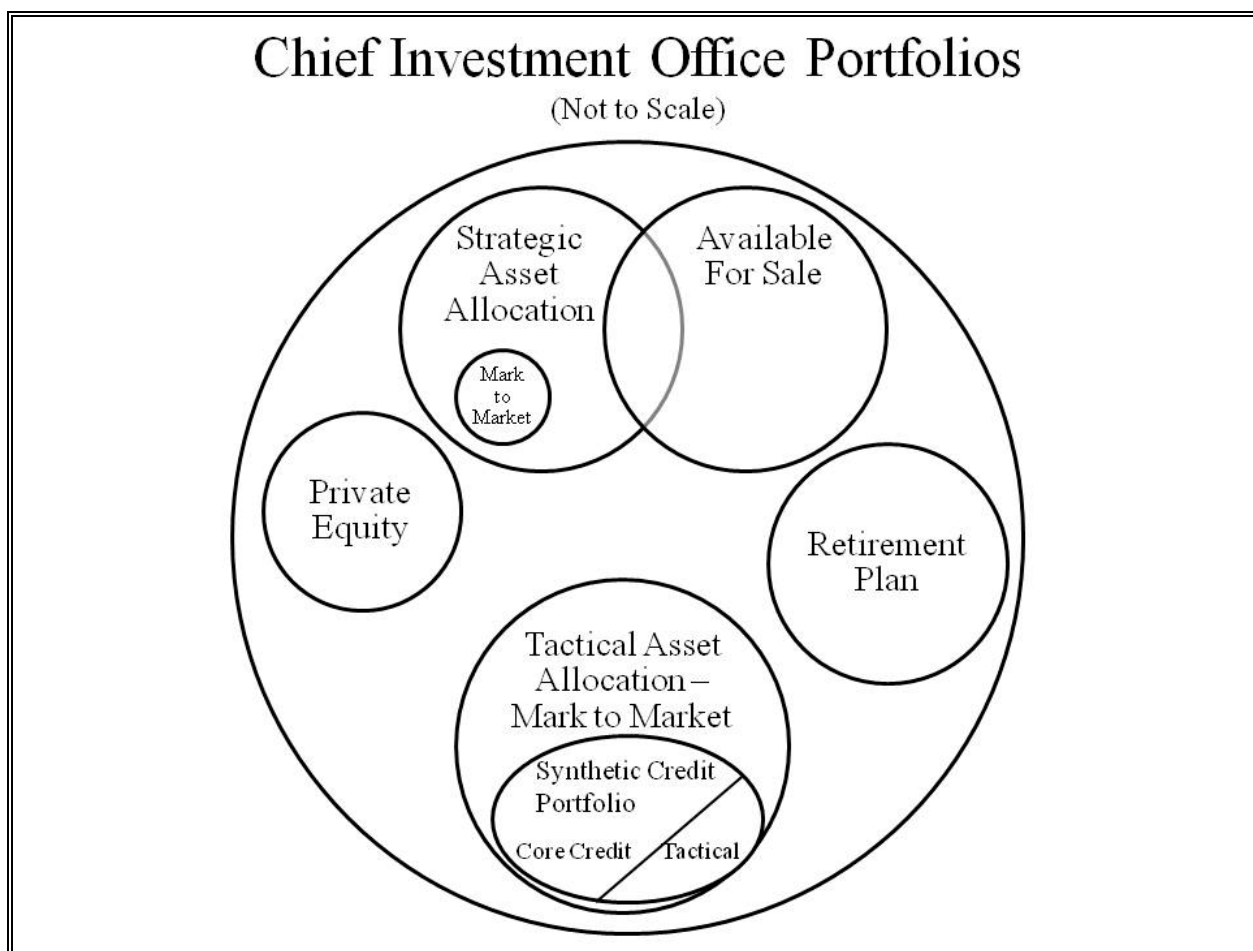 Chief Investment Office Portfolios
(Not to Scale)
Strategic
Asset
Allocation
Available
For Sale
Mark
to
Market
Private
Equity
Retirement
Plan
Tactical Asset
Allocation –
Mark to Market
Synthetic Credit
Portfolio
Core Credit
Tactical